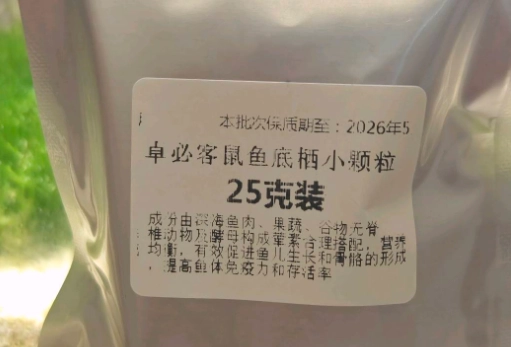 本批次保质期至：2026年5
卓必客鼠鱼底栖小颗粒
25克装
成份由深海鱼肉、果蔬、谷物无脊
椎动物及酵母构成荤素合理搭配，营养
均衡，有效促进鱼儿生长和骨骼的形成
，提高鱼体免疫力和存活率